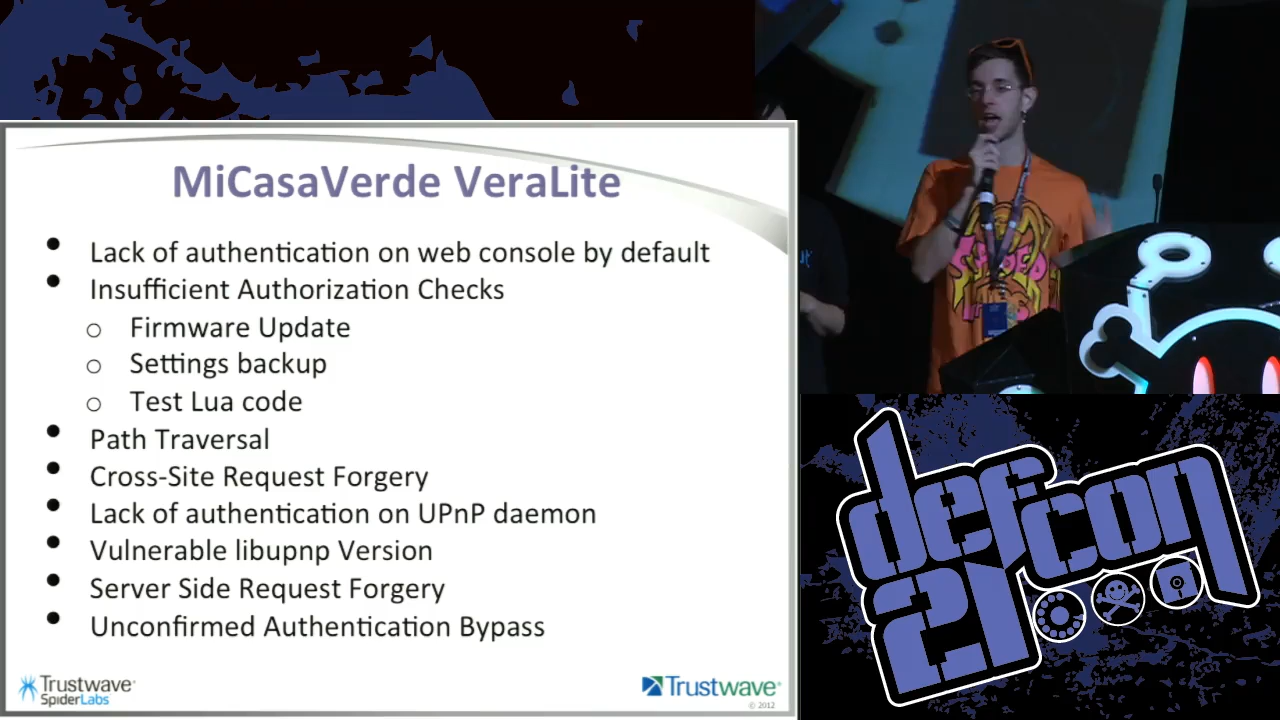 MiCasaVerde VeraLite
• Lack of authentication on web console by default
• Insufficient Authorization Checks
o Firmware Update
o Settings backup
o Test Lua code
• Path Traversal
• Cross-Site Request Forgery
• Lack of authentication on UPnP daemon
• Vulnerable libupnp Version
• Server Side Request Forgery
• Unconfirmed Authentication Bypass
Trustwave®
SpiderLabs
Trustwave®
© 2012
defcon
21